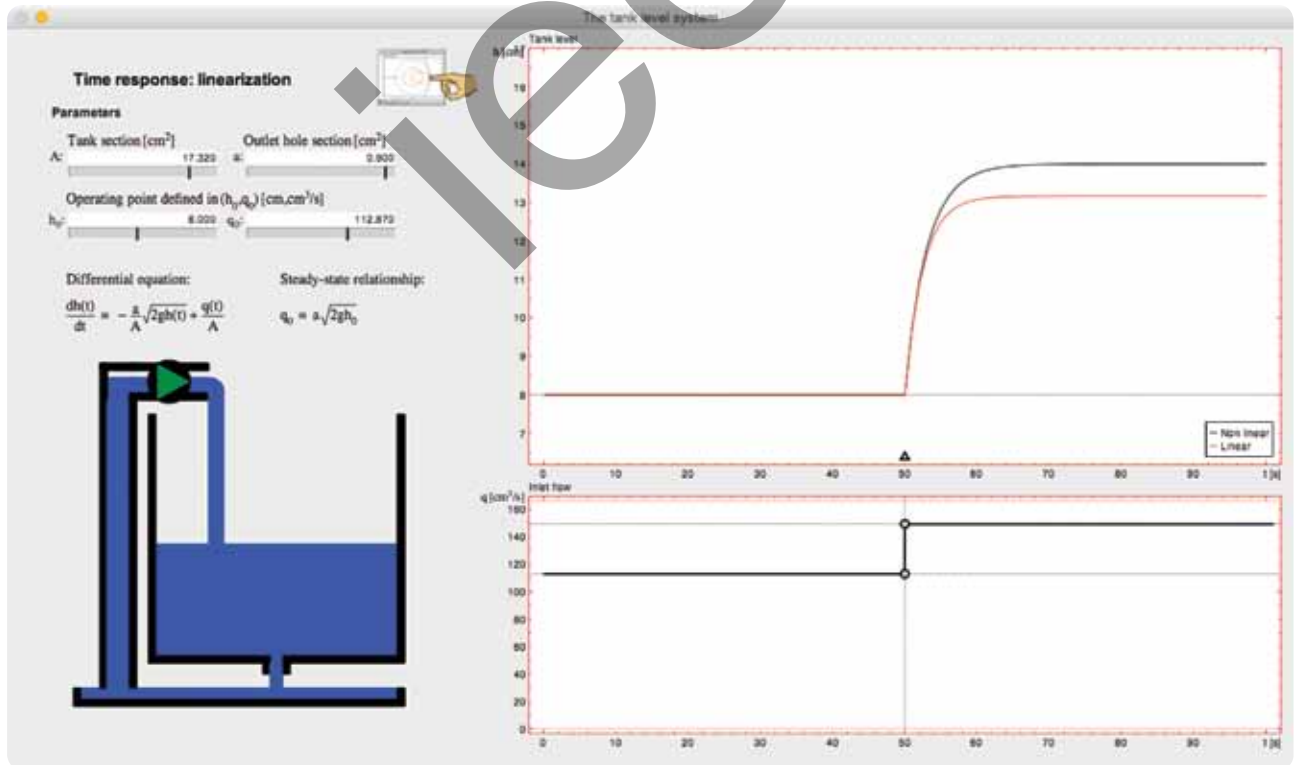 The tank level system
Time response: linearization
Parameters
Tank section [cm²] Outlet hole section [cm²]
A: 17.320 a: 0.900
Operating point defined in (h₀,q₀) [cm,cm³/s]
h₀: 8.000 q₀: 112.870
Differential equation: Steady-state relationship:
dh(t)/dt = - a/A √2gh(t) + q(t)/A q₀ = a√2gh₀
Tank level
h [cm]
16
15
14
13
12
11
10
9
8
7
Non linear
Linear
0 10 20 30 40 50 60 70 80 90 t [s]
Inlet flow
q [cm³/s]
160
140
120
100
80
60
40
20
0
0 10 20 30 40 50 60 70 80 90 t [s]